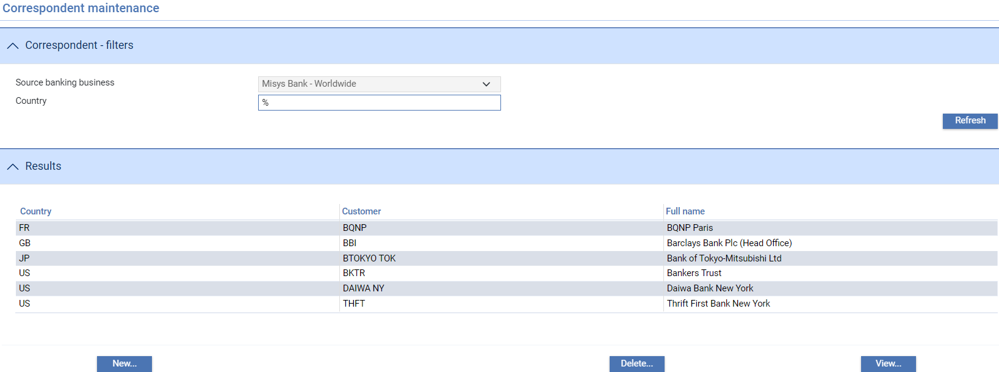 Correspondent maintenance
Correspondent - filters
Source banking business Misys Bank - Worldwide
Country %
Refresh
Results
Country Customer Full name
FR BQNP BQNP Paris
GB BBI Barclays Bank Plc (Head Office)
JP BTOKYO TOK Bank of Tokyo-Mitsubishi Ltd
US BKTR Bankers Trust
US DAIWA NY Daiwa Bank New York
US THFT Thrift First Bank New York
New... Delete... View...